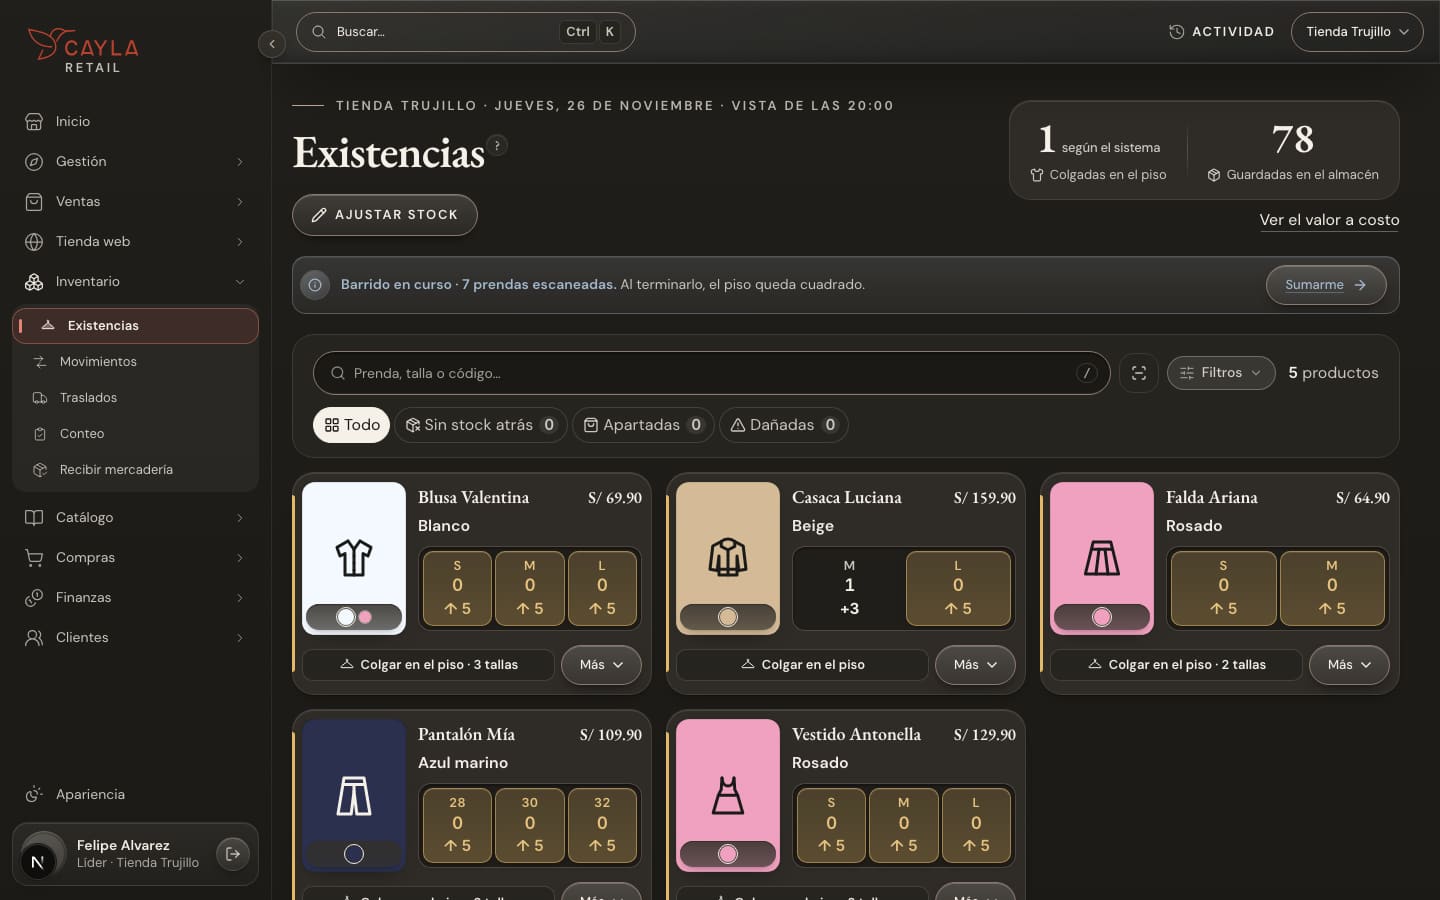 CAYLA
RETAIL
Buscar...
Ctrl K
ACTIVIDAD
Tienda Trujillo
Inicio
Gestión
Ventas
Tienda web
Inventario
Existencias
Movimientos
Traslados
Conteo
Recibir mercadería
Catálogo
Compras
Finanzas
Clientes
Apariencia
N
Felipe Alvarez
Líder · Tienda Trujillo
TIENDA TRUJILLO · JUEVES, 26 DE NOVIEMBRE · VISTA DE LAS 20:00
Existencias ?
AJUSTAR STOCK
1 según el sistema
Colgadas en el piso
78
Guardadas en el almacén
Ver el valor a costo
Barrido en curso · 7 prendas escaneadas. Al terminarlo, el piso queda cuadrado.
Sumarme
Prenda, talla o código...
/
Filtros
5 productos
Todo
Sin stock atrás 0
Apartadas 0
Dañadas 0
Blusa Valentina S/ 69.90
Blanco
S M L
0 0 0
↑ 5 ↑ 5 ↑ 5
Colgar en el piso · 3 tallas
Más
Casaca Luciana S/ 159.90
Beige
M L
1 0
+3 ↑ 5
Colgar en el piso
Más
Falda Ariana S/ 64.90
Rosado
S M
0 0
↑ 5 ↑ 5
Colgar en el piso · 2 tallas
Más
Pantalón Mía S/ 109.90
Azul marino
28 30 32
0 0 0
↑ 5 ↑ 5 ↑ 5
Vestido Antonella S/ 129.90
Rosado
S M L
0 0 0
↑ 5 ↑ 5 ↑ 5